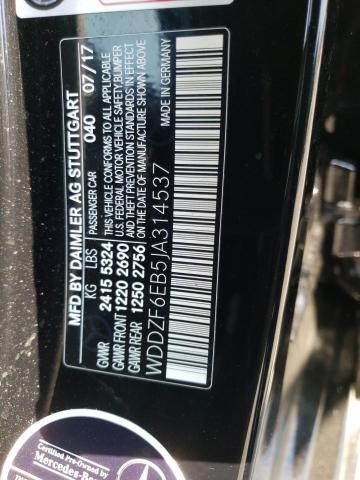 MFD BY DAIMLER AG STUTTGART
KG LBS PASSENGER CAR 040 07/17
GVWR 2415 5324 THIS VEHICLE CONFORMS TO ALL APPLICABLE
GAWR FRONT 1220 2690 U.S. FEDERAL MOTOR VEHICLE SAFETY, BUMPER
GAWR REAR 1250 2756 AND THEFT PREVENTION STANDARDS IN EFFECT
ON THE DATE OF MANUFACTURE SHOWN ABOVE
MADE IN GERMANY
WDDZF6EB5JA314537
Certified Pre-Owned by
Mercedes-Ben